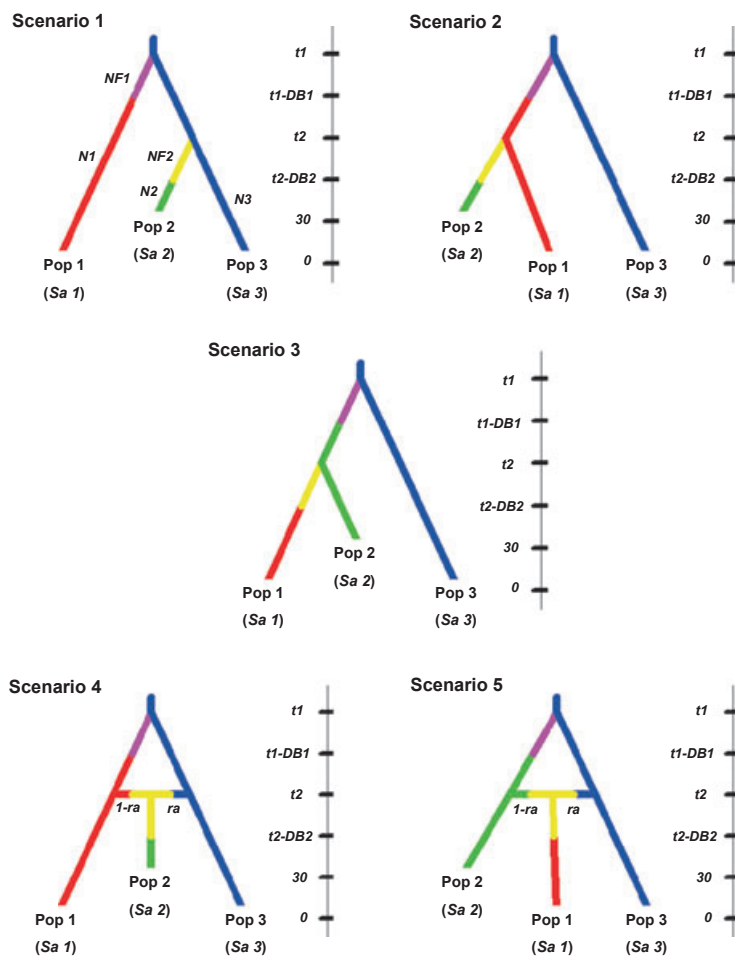 Scenario 1
NF1
N1
NF2
N2
N3
Pop 1
(Sa 1)
Pop 2
(Sa 2)
Pop 3
(Sa 3)
t1
t1-DB1
t2
t2-DB2
30
0
Scenario 2
Pop 2
(Sa 2)
Pop 1
(Sa 1)
Pop 3
(Sa 3)
t1
t1-DB1
t2
t2-DB2
30
0
Scenario 3
Pop 1
(Sa 1)
Pop 2
(Sa 2)
Pop 3
(Sa 3)
t1
t1-DB1
t2
t2-DB2
30
0
Scenario 4
1-ra
ra
Pop 1
(Sa 1)
Pop 2
(Sa 2)
Pop 3
(Sa 3)
t1
t1-DB1
t2
t2-DB2
30
0
Scenario 5
1-ra
ra
Pop 2
(Sa 2)
Pop 1
(Sa 1)
Pop 3
(Sa 3)
t1
t1-DB1
t2
t2-DB2
30
0